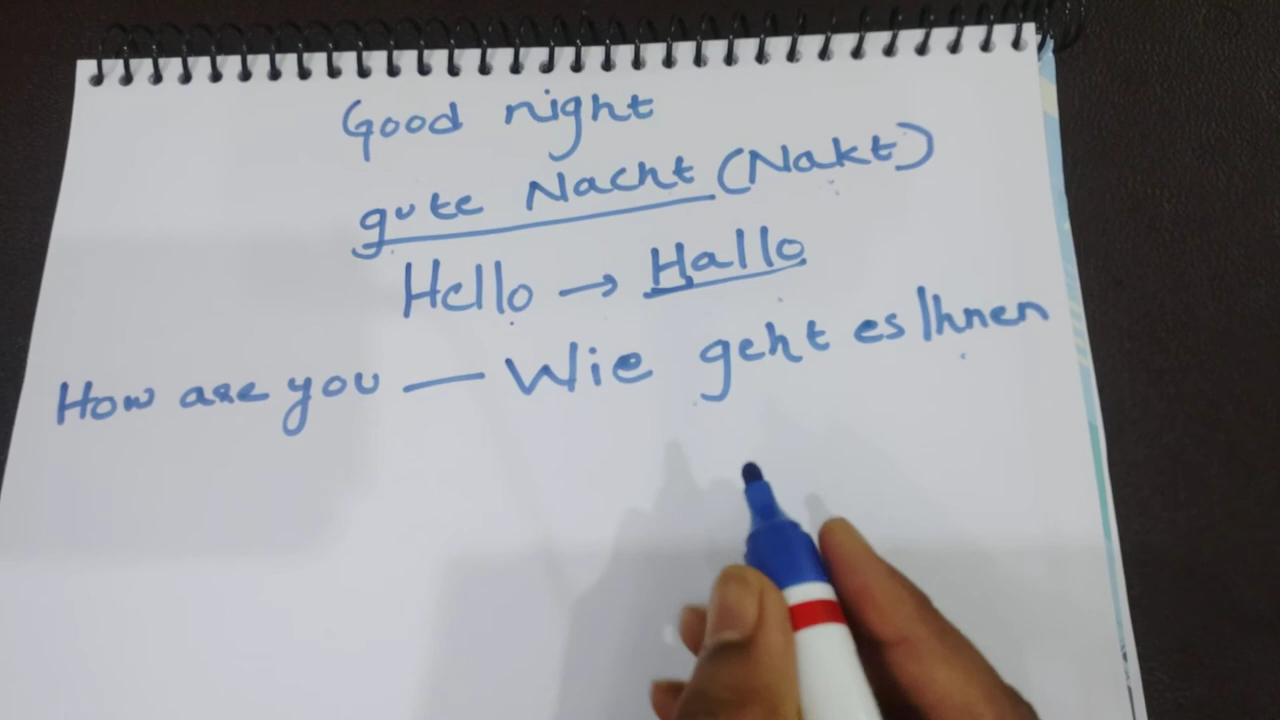 Good night
gute Nacht (Nakt)
Hello → Hallo
How are you — Wie geht es Ihnen